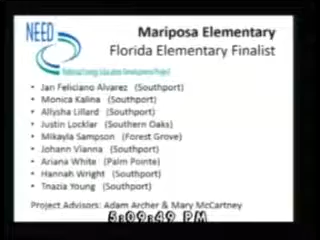 NEED
Mariposa Elementary
Florida Elementary Finalist
National Energy Education Development Project
• Jan Feliciano Alvarez (Southport)
• Monica Kalina (Southport)
• Allysha Lillard (Southport)
• Justin Locklar (Southern Oaks)
• Mikayla Sampson (Forest Grove)
• Johann Vianna (Southport)
• Ariana White (Palm Pointe)
• Hannah Wright (Southport)
• Tnazia Young (Southport)
Project Advisors: Adam Archer & Mary McCartney
5:09:49 PM